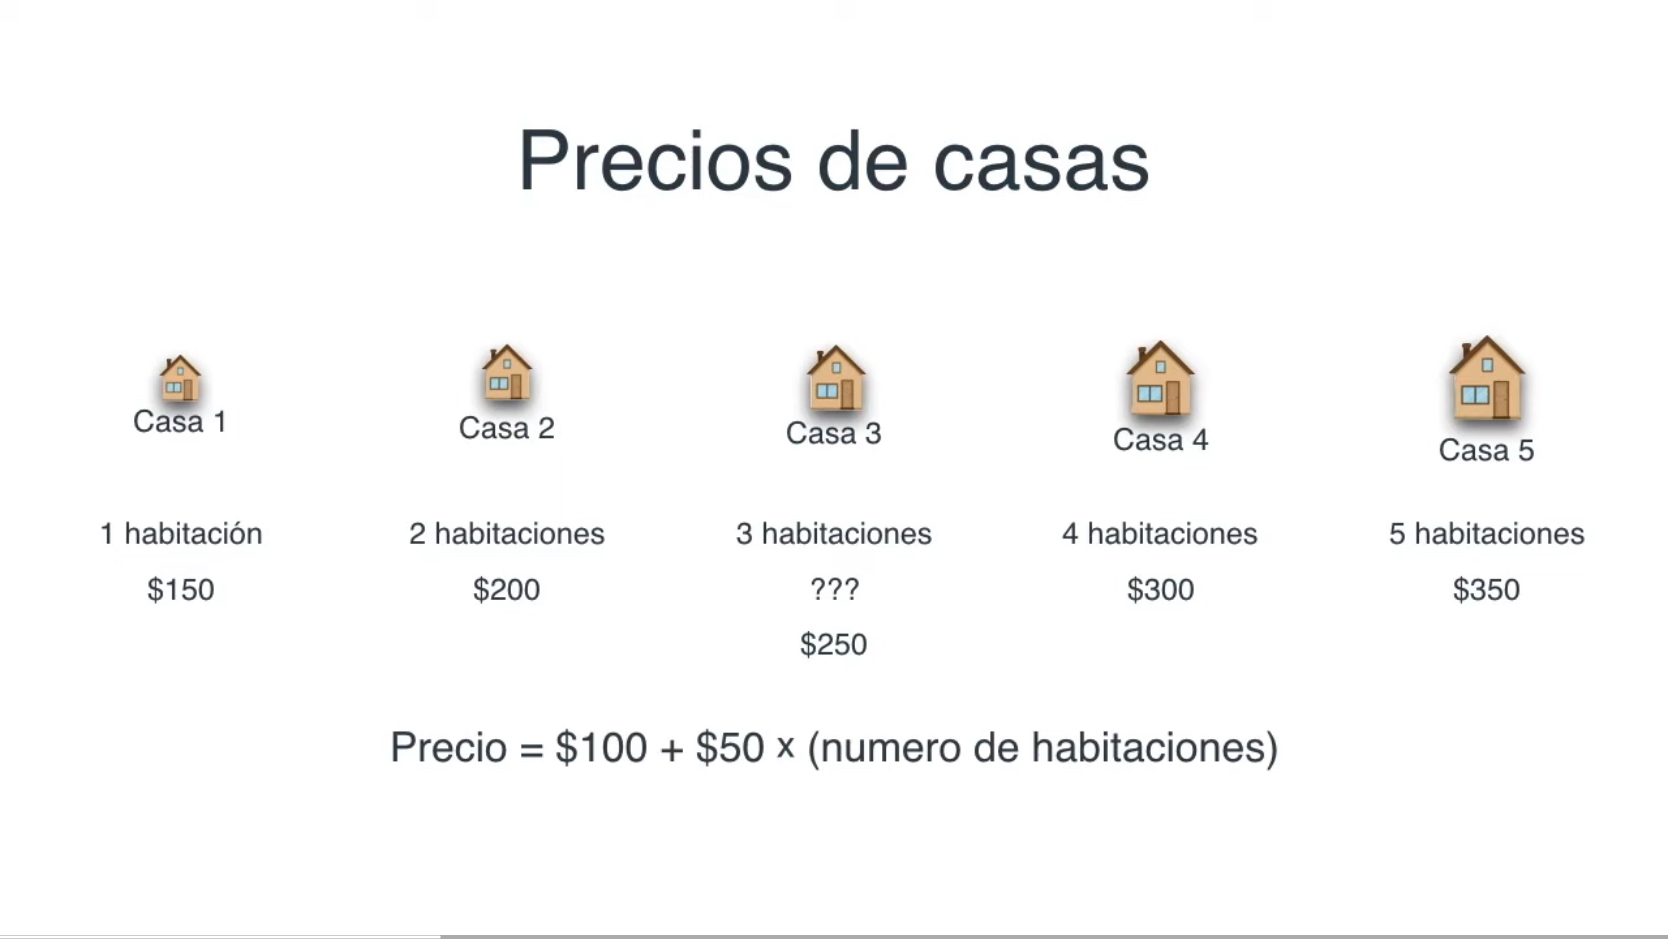 Precios de casas
Casa 1
Casa 2
Casa 3
Casa 4
Casa 5
1 habitación
2 habitaciones
3 habitaciones
4 habitaciones
5 habitaciones
$150
$200
???
$300
$350
$250
Precio = $100 + $50 x (numero de habitaciones)